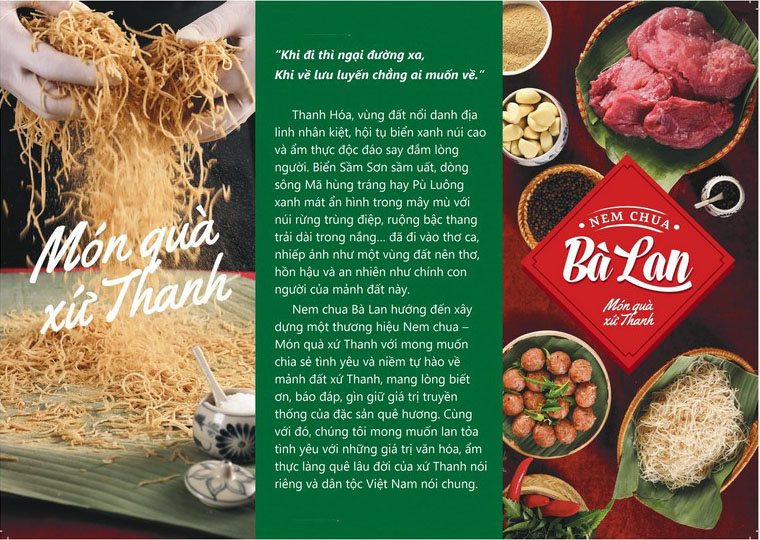 Món quà
xứ Thanh
“Khi đi thì ngại đường xa,
Khi về lưu luyến chẳng ai muốn về.”
Thanh Hóa, vùng đất nổi danh địa
linh nhân kiệt, hội tụ biển xanh núi cao
và ẩm thực độc đáo say đắm lòng
người. Biển Sầm Sơn sầm uất, dòng
sông Mã hùng tráng hay Pù Luông
xanh mát ẩn hình trong mây mù với
núi rừng trùng điệp, ruộng bậc thang
trải dài trong nắng... đã đi vào thơ ca,
nhiếp ảnh như một vùng đất nên thơ,
hồn hậu và an nhiên như chính con
người của mảnh đất này.
Nem chua Bà Lan hướng đến xây
dựng một thương hiệu Nem chua –
Món quà xứ Thanh với mong muốn
chia sẻ tình yêu và niềm tự hào về
mảnh đất xứ Thanh, mang lòng biết
ơn, báo đáp, gìn giữ giá trị truyền
thống của đặc sản quê hương. Cùng
với đó, chúng tôi mong muốn lan tỏa
tình yêu với những giá trị văn hóa, ẩm
thực làng quê lâu đời của xứ Thanh nói
riêng và dân tộc Việt Nam nói chung.
NEM CHUA
Bà Lan
Món quà
xứ Thanh